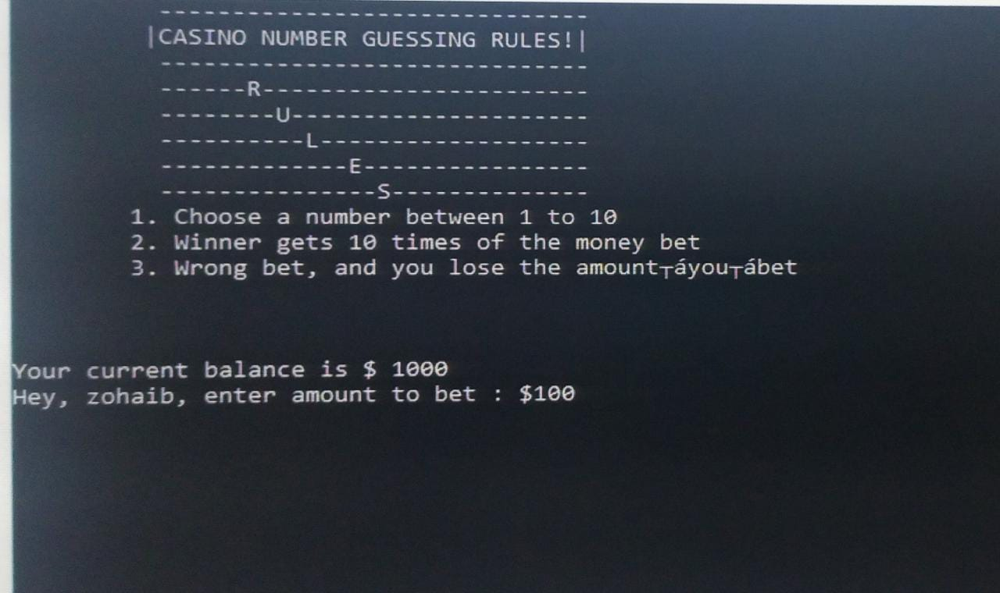 ------------------------------
|CASINO NUMBER GUESSING RULES!|
------------------------------
------R-----------------------
--------U---------------------
----------L-------------------
-------------E----------------
---------------S--------------
1. Choose a number between 1 to 10
2. Winner gets 10 times of the money bet
3. Wrong bet, and you lose the amount┬áyou┬ábet
Your current balance is $ 1000
Hey, zohaib, enter amount to bet : $100